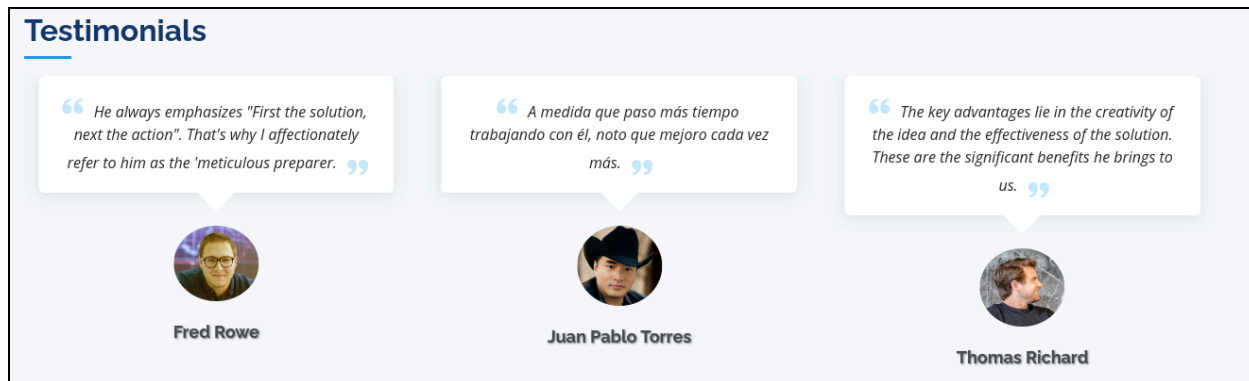 Testimonials
“ He always emphasizes "First the solution,
next the action". That's why I affectionately
refer to him as the 'meticulous preparer. ”
Fred Rowe
“ A medida que paso más tiempo
trabajando con él, noto que mejoro cada vez
más. ”
Juan Pablo Torres
“ The key advantages lie in the creativity of
the idea and the effectiveness of the solution.
These are the significant benefits he brings to
us. ”
Thomas Richard